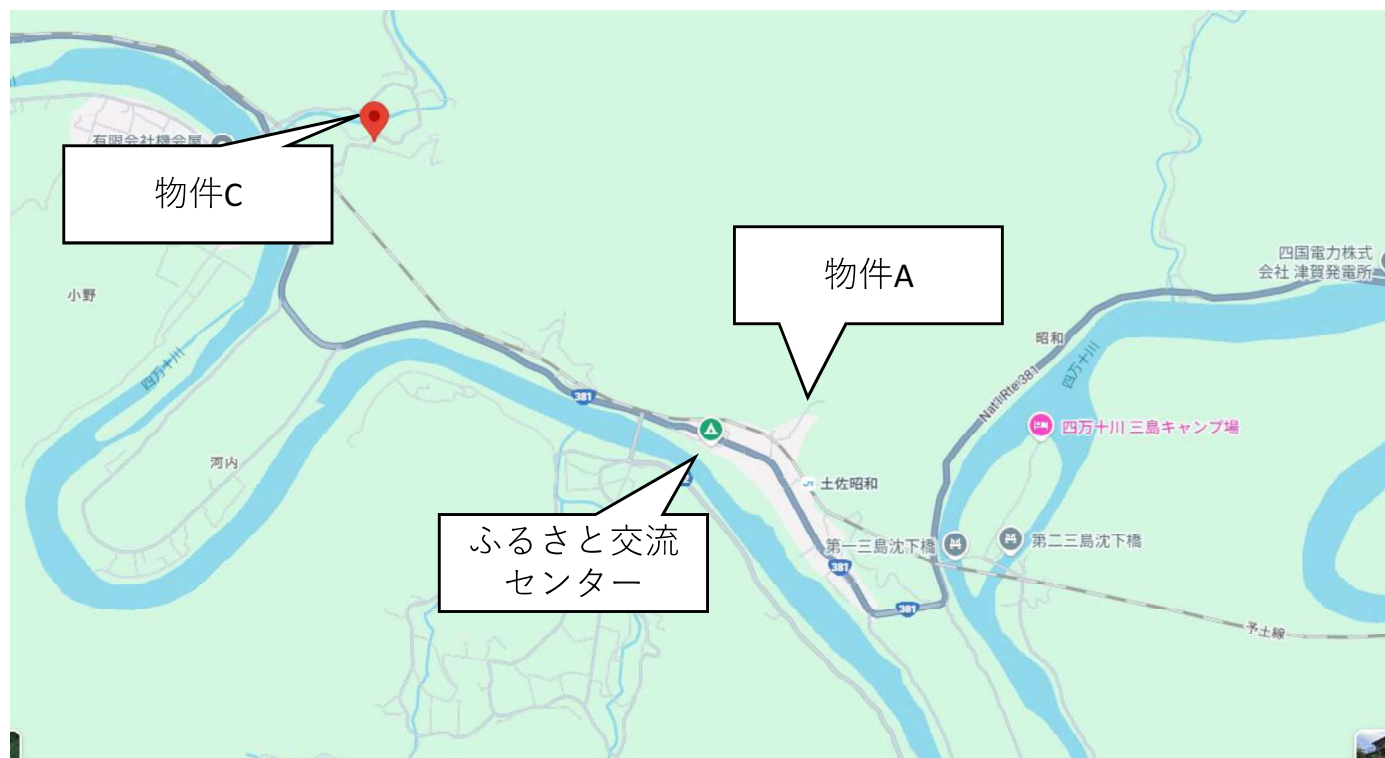 有限会社機会屋
物件C
物件A
四国電力株式
会社 津賀発電所
小野
昭和
四万十川
四万十川
Nat'l Rte 381
381
四万十川 三島キャンプ場
河内
土佐昭和
ふるさと交流
センター
第一三島沈下橋
第二三島沈下橋
381
381
予土線